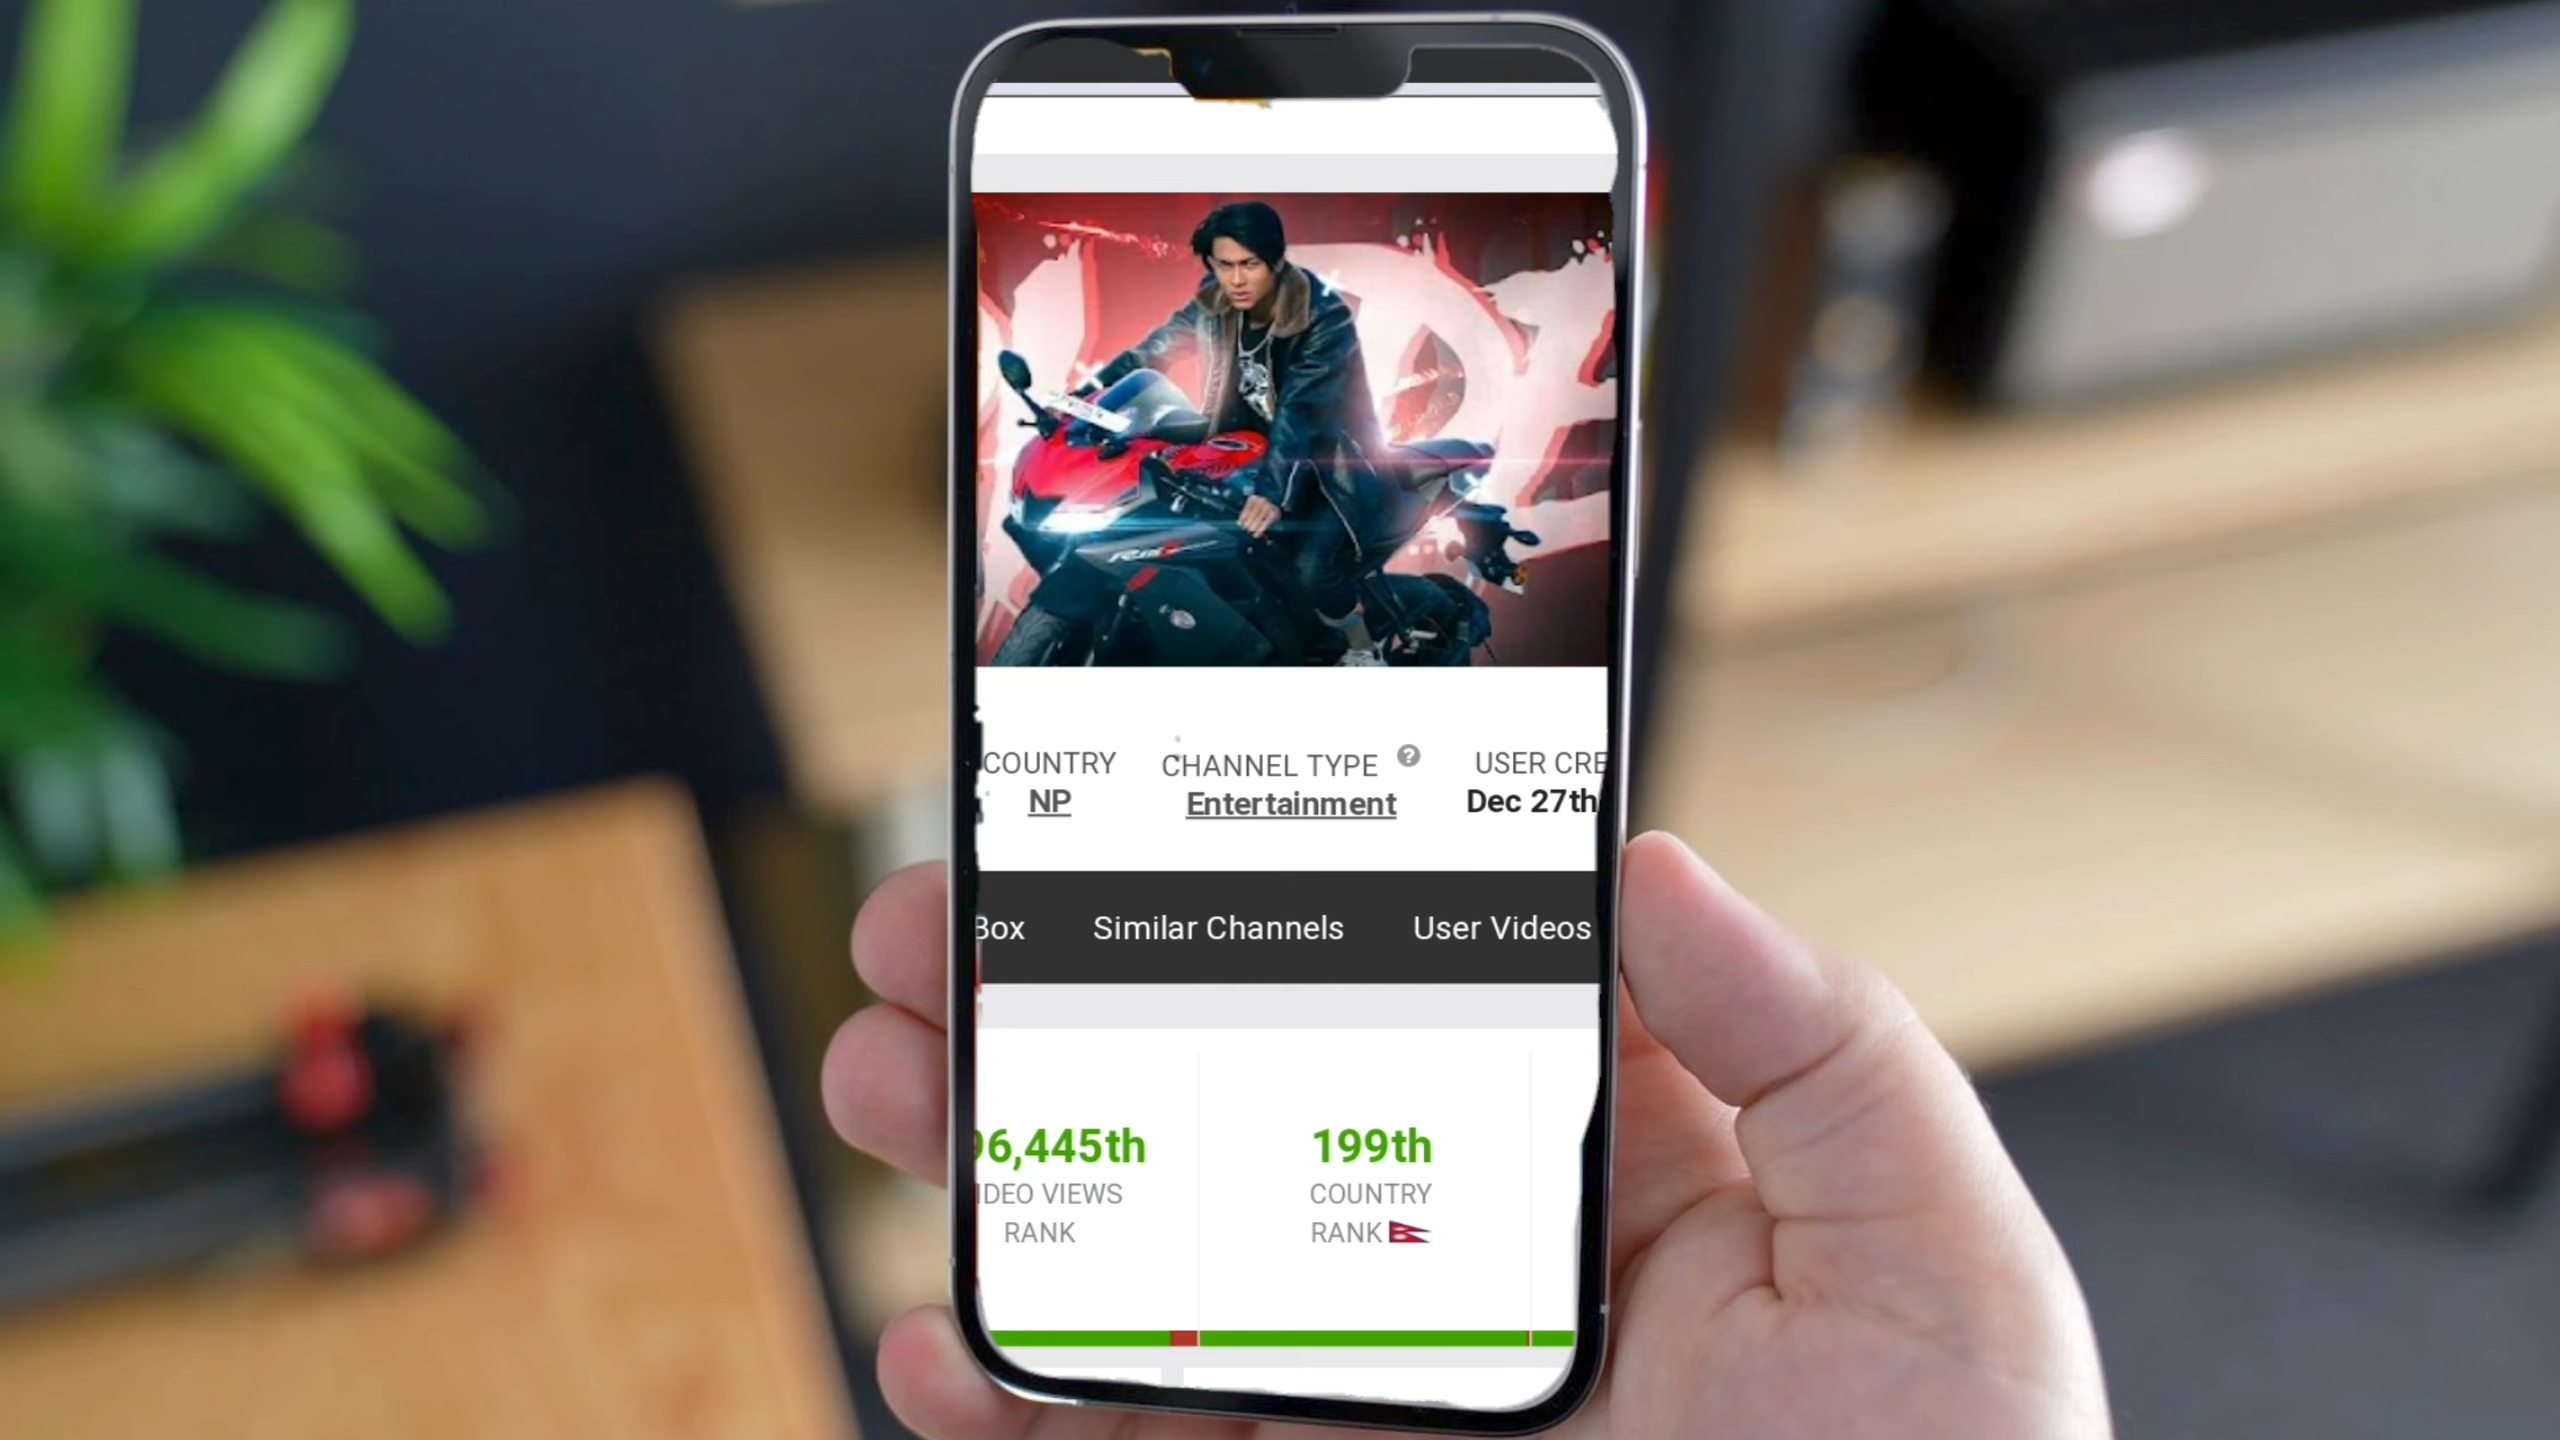 COUNTRY
NP
CHANNEL TYPE ?
Entertainment
USER CRE
Dec 27th
Box
Similar Channels
User Videos
96,445th
IDEO VIEWS
RANK
199th
COUNTRY
RANK